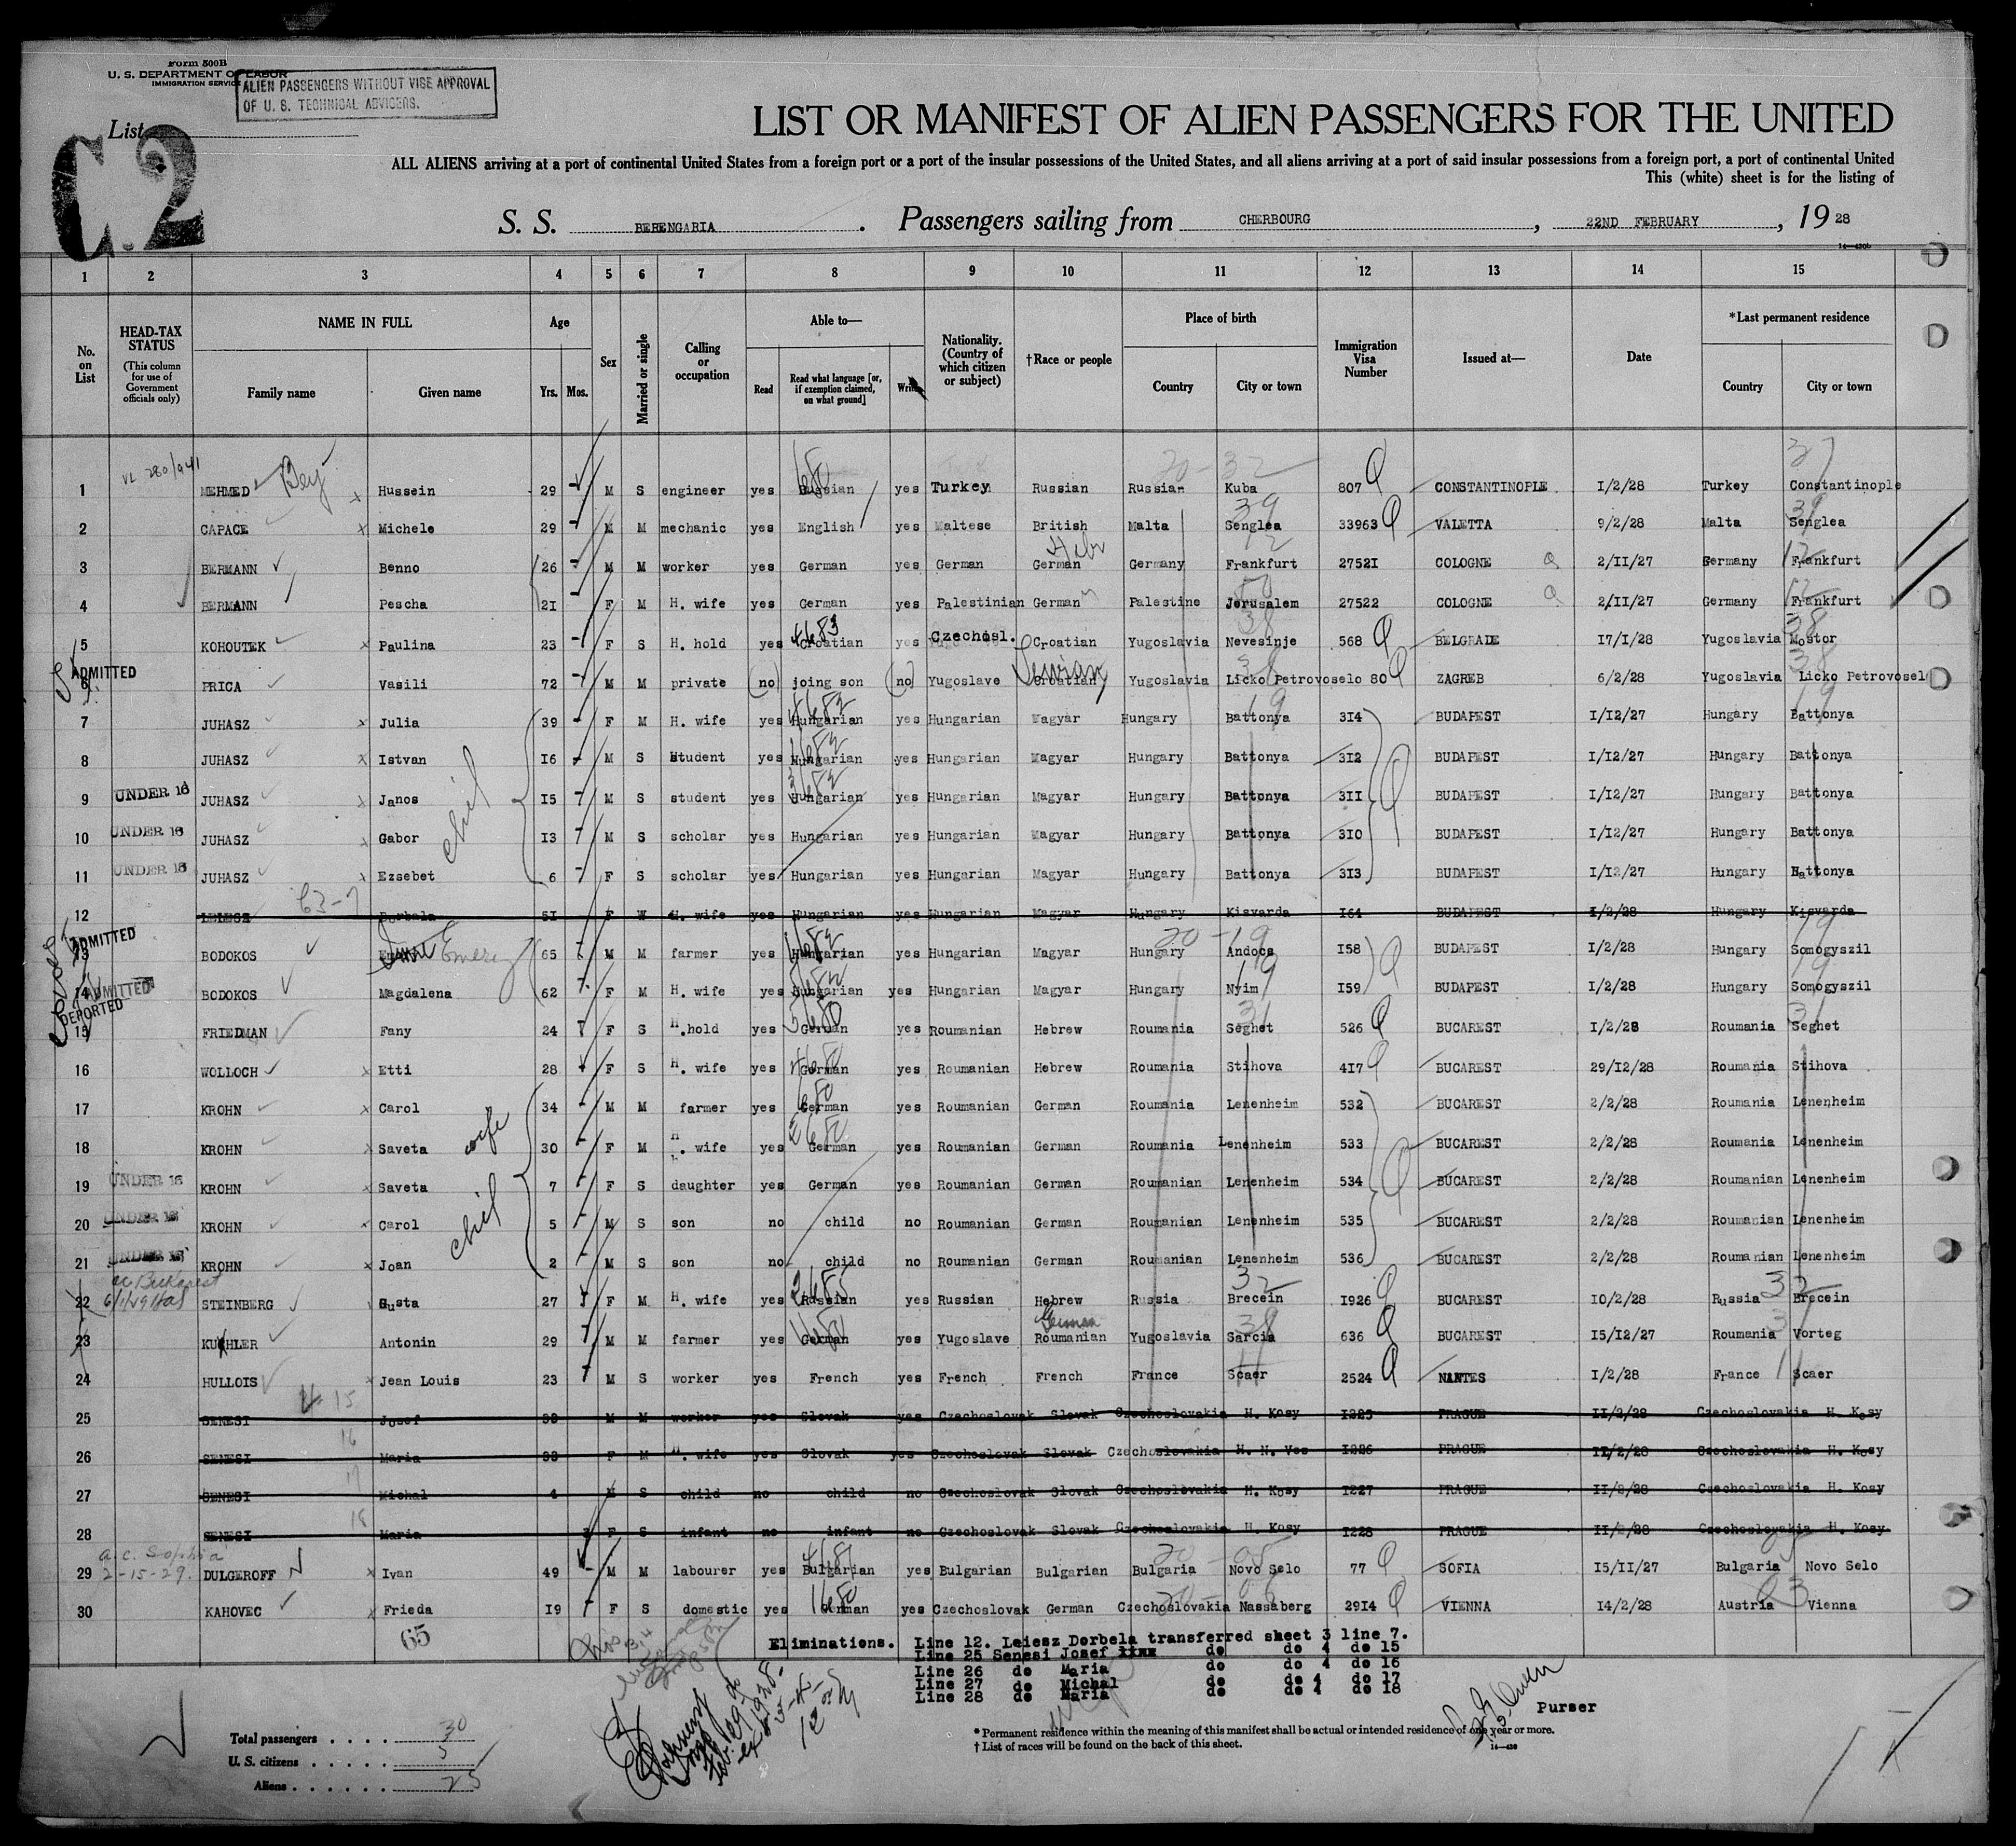 Form 500B
U. S. DEPARTMENT OF LABOR
IMMIGRATION SERVICE
ALIEN PASSENGERS WITHOUT VISE APPROVAL
OF U. S. TECHNICAL ADVISERS.
List
C.2
LIST OR MANIFEST OF ALIEN PASSENGERS FOR THE UNITED
ALL ALIENS arriving at a port of continental United States from a foreign port or a port of the insular possessions of the United States, and all aliens arriving at a port of said insular possessions from a foreign port, a port of continental United
This (white) sheet is for the listing of
S. S. BERENGARIA. Passengers sailing from CHERBOURG, 22ND FEBRUARY, 19 28
14—430b
1 2 3 4 5 6 7 8 9 10 11 12 13 14 15
No. on List HEAD-TAX STATUS (This column for use of Government officials only) NAME IN FULL Family name Given name Age Yrs. Mos. Sex Married or single Calling or occupation Able to— Read Read what language [or, if exemption claimed, on what ground] Write Nationality. (Country of which citizen or subject) †Race or people Place of birth Country City or town Immigration Visa Number Issued at— Date *Last permanent residence Country City or town
VL 280/941
1 MEHMED Bey Hussein 29 M S engineer yes Russian yes Turkey Russian Russian Kuba 807 CONSTANTINOPLE 1/2/28 Turkey Constantinople
2 CAPACE Michele 29 M M mechanic yes English yes Maltese British Malta Senglea 33963 VALETTA 9/2/28 Malta Senglea
3 BERMANN Benno 26 M M worker yes German yes German German Hebr Germany Frankfurt 27521 COLOGNE 2/11/27 Germany Frankfurt
4 BERMANN Pescha 21 F M H. wife yes German yes Palestinian German Palestine Jerusalem 27522 COLOGNE 2/11/27 Germany Frankfurt
5 KOHOUTEK Paulina 23 F S H. hold yes Croatian yes Czechosl. Croatian Yugoslavia Nevesinje 568 BELGRADE 17/1/28 Yugoslavia Mostor
ADMITTED
6 PRICA Vasili 72 M M private (no) joing son (no) Yugoslave Croatian Yugoslavia Licko Petrovoselo 80 ZAGREB 6/2/28 Yugoslavia Licko Petrovosel
7 JUHASZ Julia 39 F M H. wife yes Hungarian yes Hungarian Magyar Hungary Battonya 314 BUDAPEST 1/12/27 Hungary Battonya
8 JUHASZ Istvan 16 M S student yes Hungarian yes Hungarian Magyar Hungary Battonya 312 BUDAPEST 1/12/27 Hungary Battonya
9 UNDER 16 JUHASZ Janos 15 M S student yes Hungarian yes Hungarian Magyar Hungary Battonya 311 BUDAPEST 1/12/27 Hungary Battonya
10 UNDER 16 JUHASZ Gabor chil 13 M S scholar yes Hungarian yes Hungarian Magyar Hungary Battonya 310 BUDAPEST 1/12/27 Hungary Battonya
11 UNDER 16 JUHASZ Ezsebet 6 F S scholar yes Hungarian yes Hungarian Magyar Hungary Battonya 313 BUDAPEST 1/12/27 Hungary Battonya
12 LEIESZ Borbala 51 F W H. wife yes Hungarian yes Hungarian Magyar Hungary Kisvarda 164 BUDAPEST 1/2/28 Hungary Kisvarda
ADMITTED
13 BODOKOS Emery 65 M M farmer yes Hungarian yes Hungarian Magyar Hungary Andocs 158 BUDAPEST 1/2/28 Hungary Somogyszil
14 ADMITTED BODOKOS Magdalena 62 F M H. wife yes Hungarian yes Hungarian Magyar Hungary Nyim 159 BUDAPEST 1/2/28 Hungary Somogyszil
DEPORTED
15 FRIEDMAN Fany 24 F S H.hold yes German yes Roumanian Hebrew Roumania Seghet 526 BUCAREST 1/2/28 Roumania Seghet
16 WOLLOCH Etti 28 F S H. wife yes German yes Roumanian Hebrew Roumania Stihova 417 BUCAREST 29/12/28 Roumania Stihova
17 KROHN Carol 34 M M farmer yes German yes Roumanian German Roumania Lenenheim 532 BUCAREST 2/2/28 Roumania Lenenheim
18 KROHN Saveta wife 30 F M H. wife yes German yes Roumanian German Roumania Lenenheim 533 BUCAREST 2/2/28 Roumania Lenenheim
19 UNDER 16 KROHN Saveta 7 F S daughter yes German yes Roumanian German Roumanian Lenenheim 534 BUCAREST 2/2/28 Roumanian Lenenheim
20 UNDER 16 KROHN Carol chil 5 M S son no child no Roumanian German Roumanian Lenenheim 535 BUCAREST 2/2/28 Roumanian Lenenheim
21 UNDER 16 KROHN Joan 2 M S son no child no Roumanian German Roumanian Lenenheim 536 BUCAREST 2/2/28 Roumanian Lenenheim
22 STEINBERG Gusta 27 F M H. wife yes Russian yes Russian Hebrew Russia Brecein 1926 BUCAREST 10/2/28 Russia Brecein
23 KUHLER Antonin 29 M M farmer yes German yes Yugoslave Roumanian German Yugoslavia Sarcia 636 BUCAREST 15/12/27 Roumania Vorteg
24 HULLOIS Jean Louis 23 M S worker yes French yes French French France Scaer 2524 NANTES 1/2/28 France Scaer
25 SENESI Josef 38 M M worker yes Slovak yes Czechoslovak Slovak Czechoslovakia H. Kosy 1225 PRAGUE 11/2/28 Czechoslovakia H. Kosy
26 SENESI Maria 38 F M H. wife yes Slovak yes Czechoslovak Slovak Czechoslovakia H. N. Ves 1226 PRAGUE 11/2/28 Czechoslovakia H. Kosy
27 SENESI Michal 4 M S child no child no Czechoslovak Slovak Czechoslovakia H. Kosy 1227 PRAGUE 11/2/28 Czechoslovakia H. Kosy
28 SENESI Maria F S infant no infant no Czechoslovak Slovak Czechoslovakia H. Kosy 1228 PRAGUE 11/2/28 Czechoslovakia H. Kosy
a.c. Sophia
2-15-29.
29 DULGEROFF Ivan 49 M M labourer yes Bulgarian yes Bulgarian Bulgarian Bulgaria Novo Selo 77 SOFIA 15/11/27 Bulgaria Novo Selo
30 KAHOVEC Frieda 19 F S domestic yes German yes Czechoslovak German Czechoslovakia Nassaberg 2914 VIENNA 14/2/28 Austria Vienna
65
Eliminations. Line 12. Leiesz Dorbela transferred sheet 3 line 7.
Line 25 Senesi Josef do do 4 do 15
Line 26 do Maria do do 4 do 16
Line 27 do Michal do do 4 do 17
Line 28 do Maria do do 4 do 18
Purser
Total passengers . . . . 30
U. S. citizens . . . . . 5
Aliens . . . . . . 25
* Permanent residence within the meaning of this manifest shall be actual or intended residence of one year or more.
† List of races will be found on the back of this sheet.
14—430